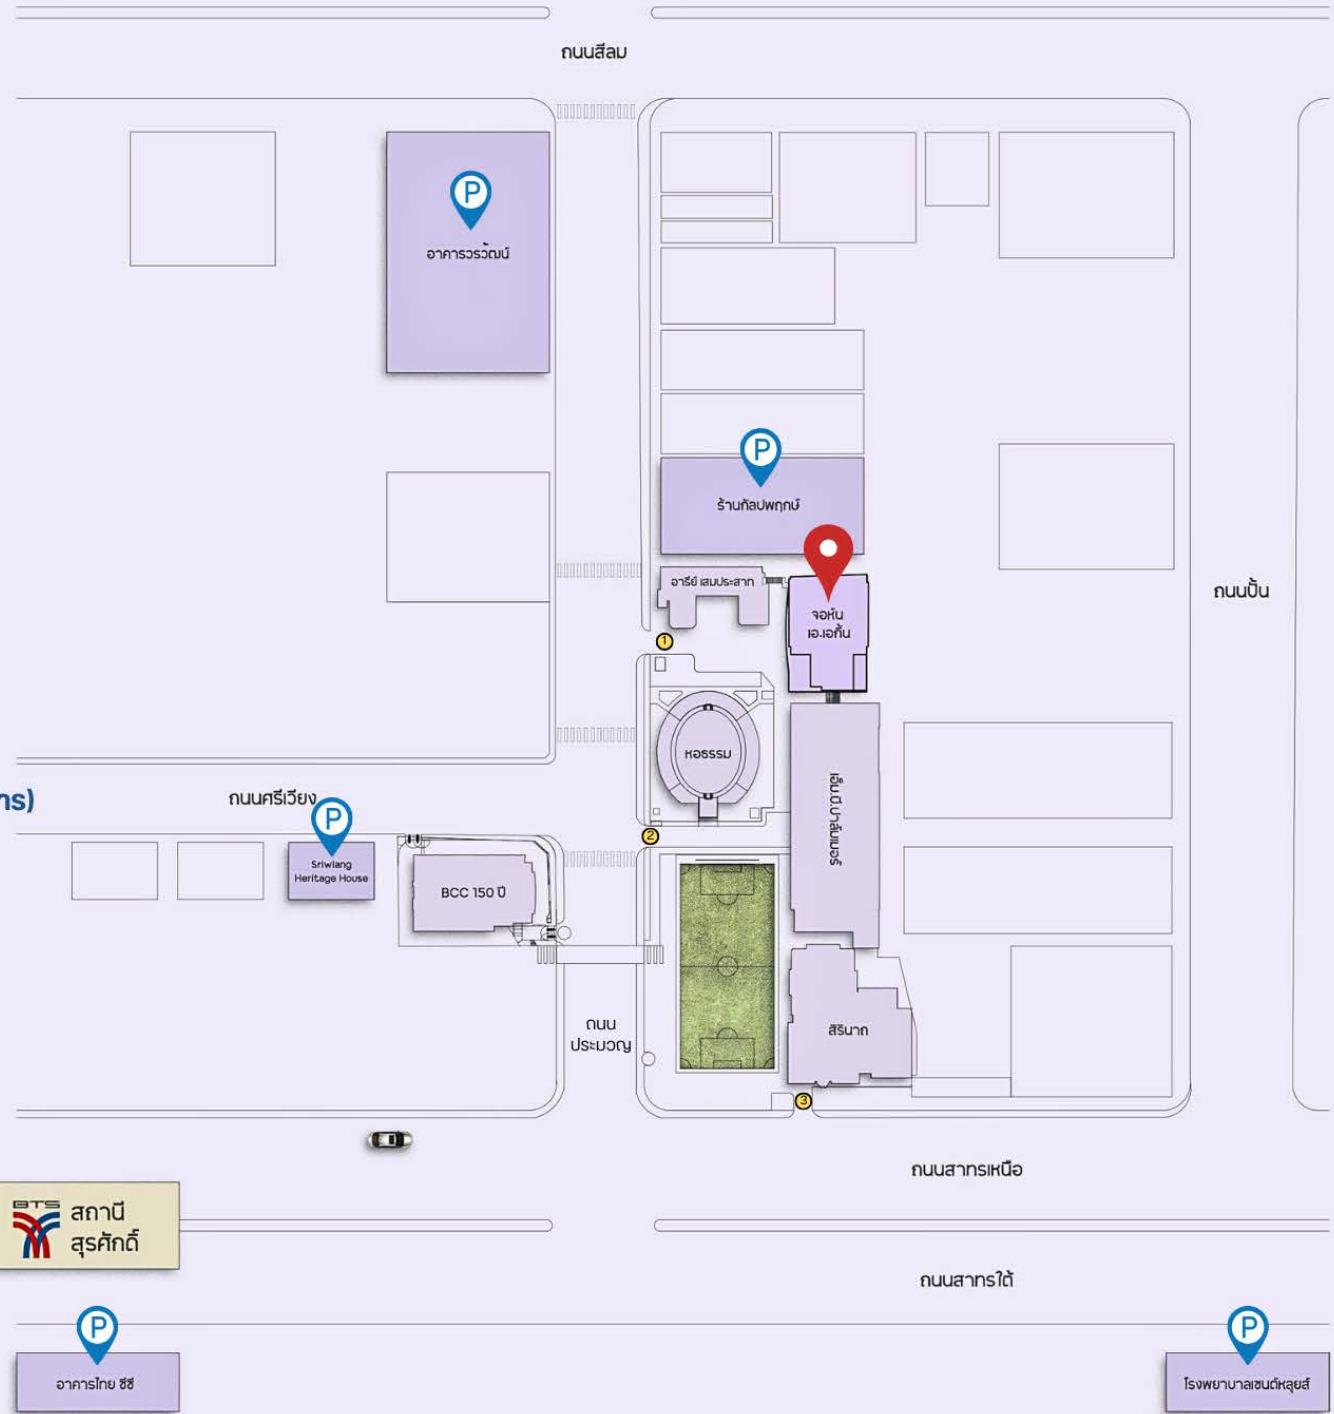 ถนนสีลม
P
อาคารวรวัฒน์
P
ร้านกัลปพฤกษ์
อารีย์ เสมประสาท
จอห์น
เอ.เอกิ้น
ถนนปั้น
1
หอธรรม
เอ็ม.บี.ปาล์มเมอร์
ทร)
ถนนศรีเวียง
P
2
Sriwiang
Heritage House
BCC 150 ปี
ถนน
ประมวญ
สิรินาถ
3
ถนนสาทรเหนือ
BTS
สถานี
สุรศักดิ์
ถนนสาทรใต้
P
อาคารไทย ซีซี
P
โรงพยาบาลเซนต์หลุยส์